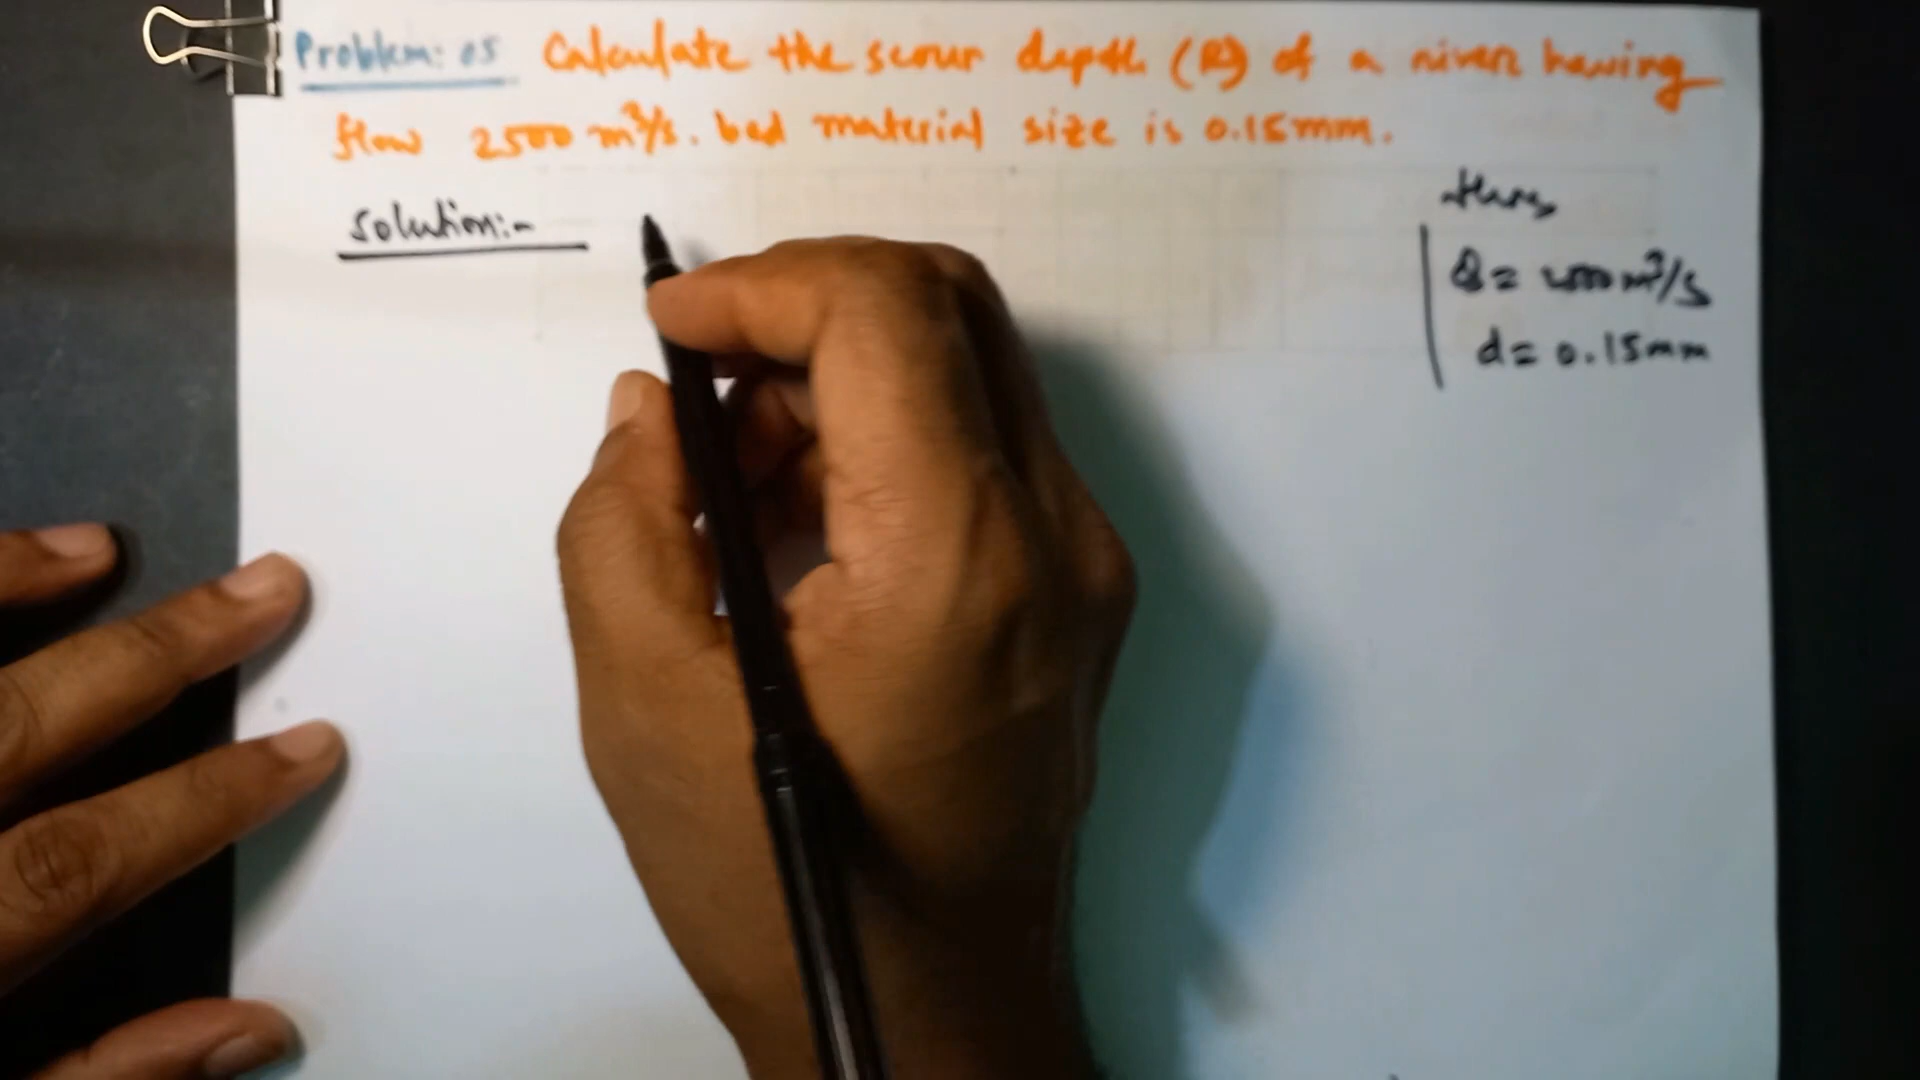 Problem: 05 Calculate the scour depth (R) of a river having
flow 2500 m³/s. bed material size is 0.15mm.
Solution:-
Here,
Q = 2500 m³/s
d = 0.15mm